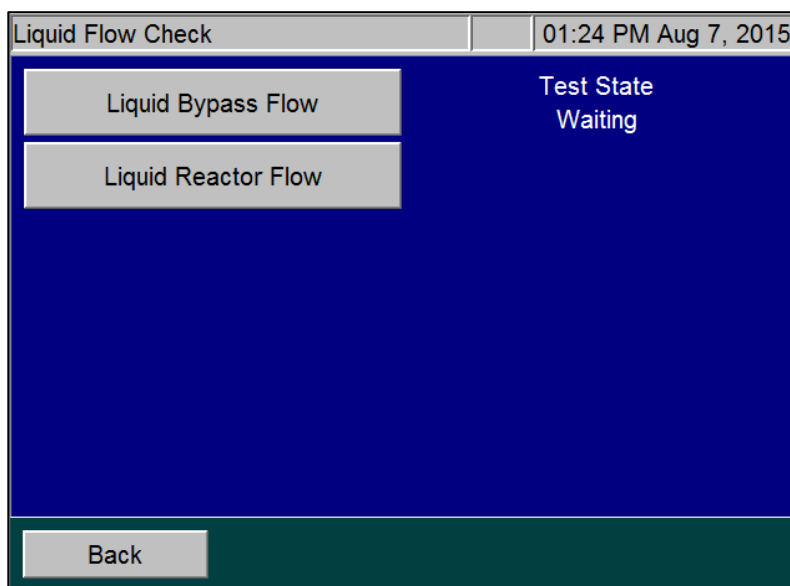 Liquid Flow Check
01:24 PM Aug 7, 2015
Liquid Bypass Flow
Test State
Waiting
Liquid Reactor Flow
Back